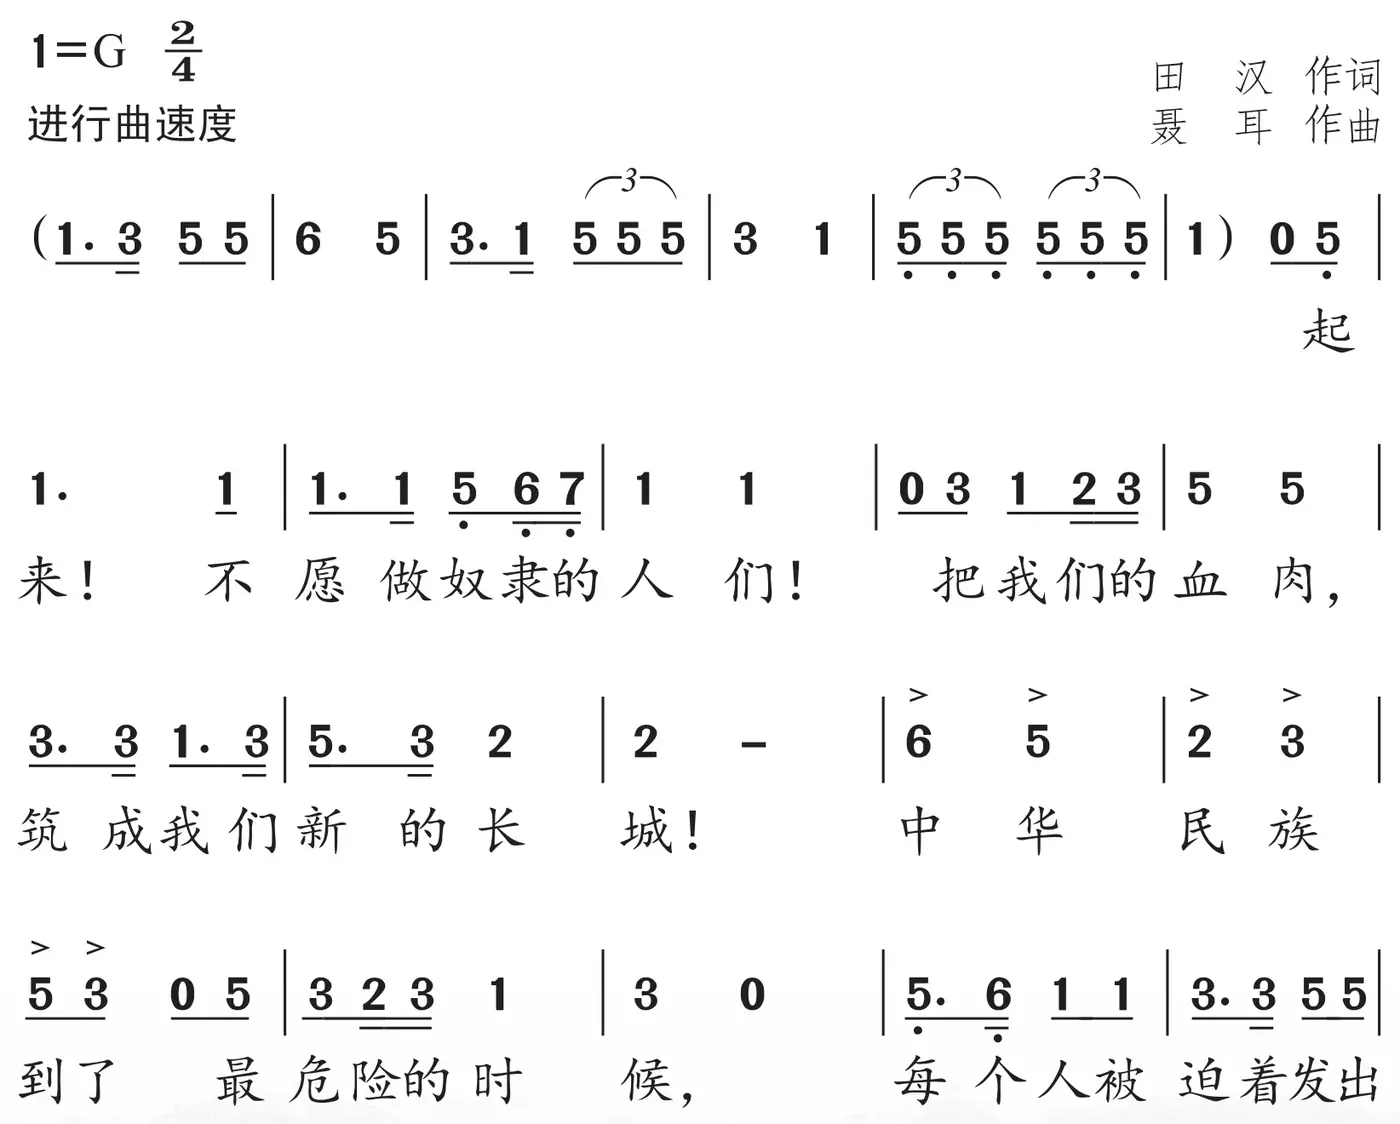 1=G 2/4
进行曲速度
田 汉 作词
聂 耳 作曲
3 3 3
(1. 3 5 5 | 6 5 | 3. 1 5 5 5 | 3 1 | 5 5 5 5 5 5 | 1) 0 5 |
起
1. 1 | 1. 1 5 6 7 | 1 1 | 0 3 1 2 3 | 5 5 |
来! 不 愿 做奴隶的 人 们! 把我们的 血 肉,
> > > >
3. 3 1. 3 | 5. 3 2 | 2 – | 6 5 | 2 3 |
筑 成我 们 新 的 长 城! 中 华 民 族
> >
5 3 0 5 | 3 2 3 1 | 3 0 | 5. 6 1 1 | 3. 3 5 5 |
到了 最 危险的 时 候, 每 个 人被 迫着发出